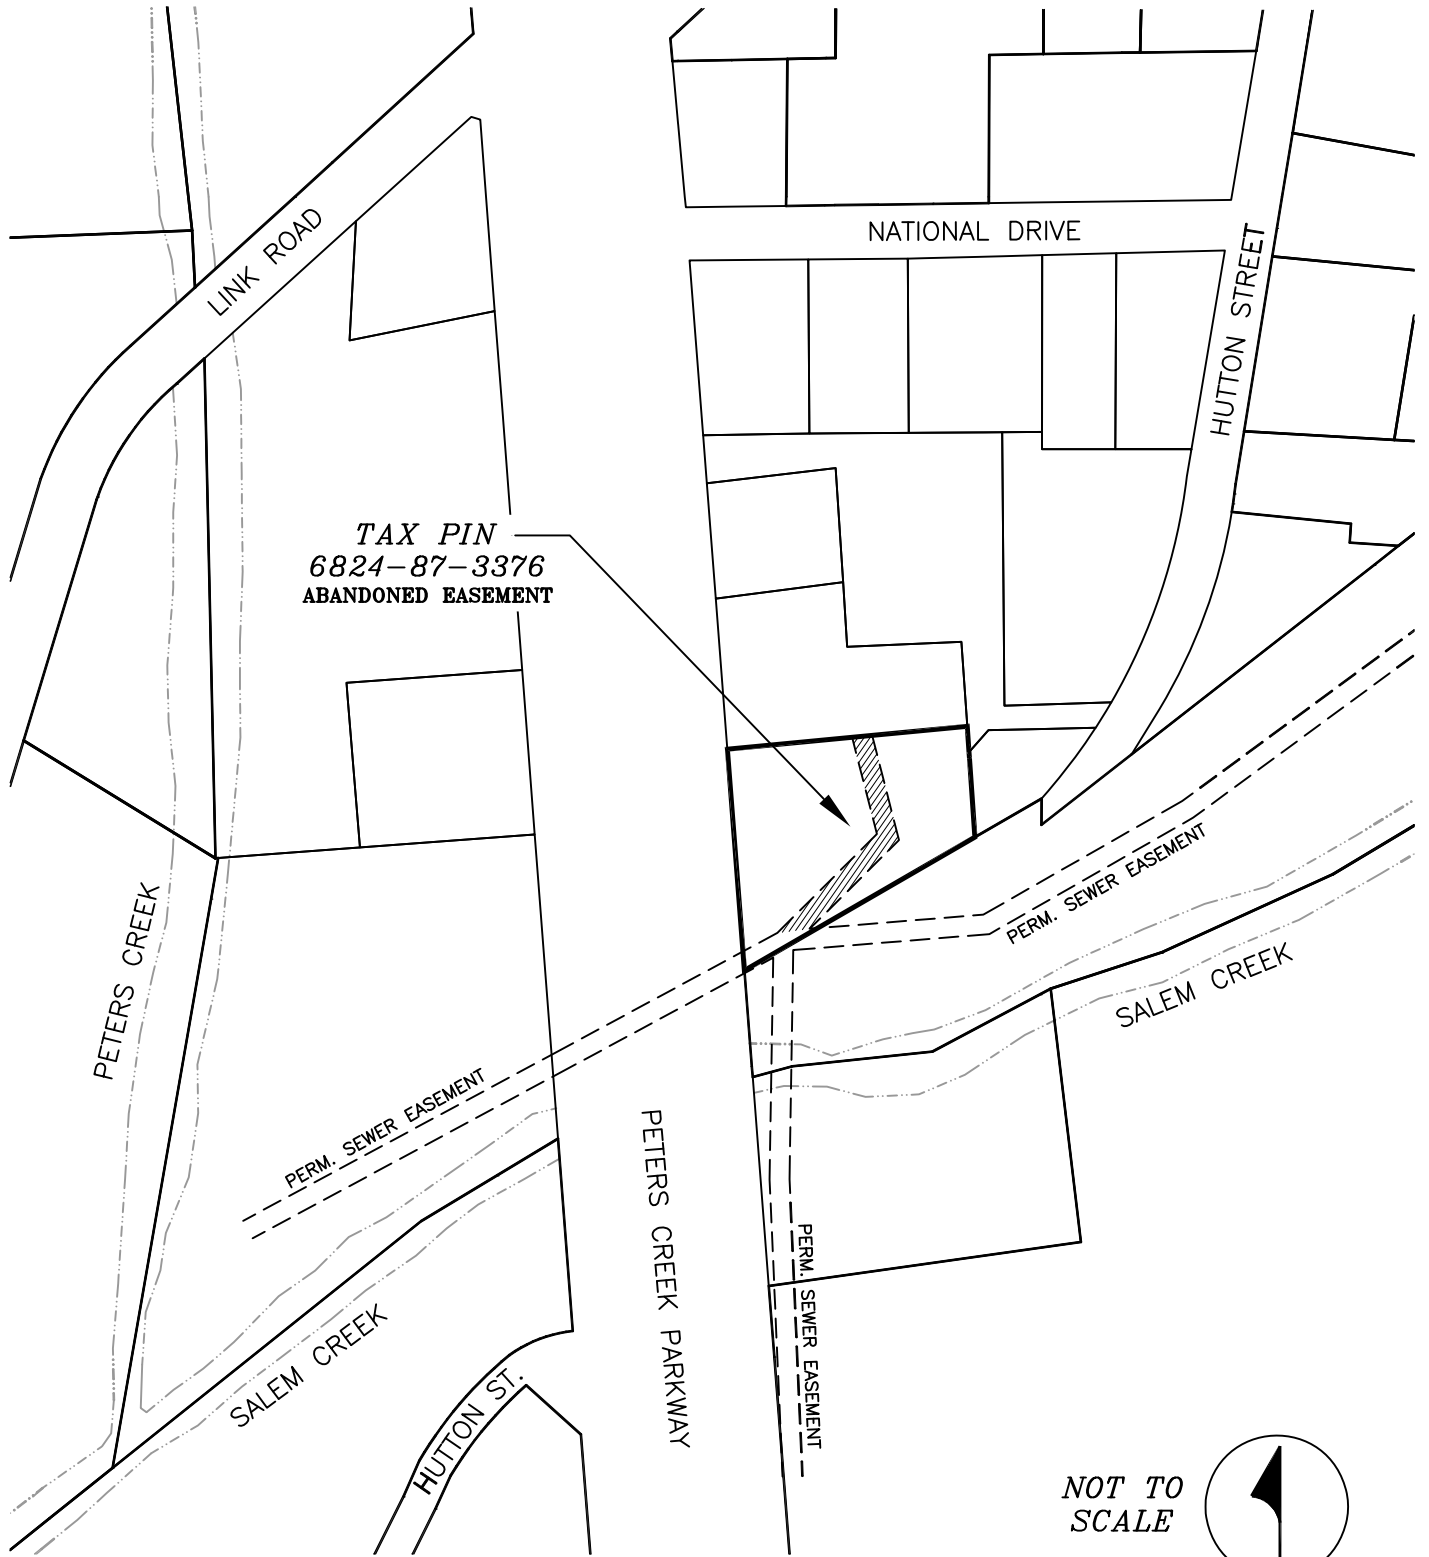 LINK ROAD
NATIONAL DRIVE
HUTTON STREET
TAX PIN
6824-87-3376
ABANDONED EASEMENT
PETERS CREEK
PERM. SEWER EASEMENT
SALEM CREEK
PERM. SEWER EASEMENT
PETERS CREEK PARKWAY
PERM. SEWER EASEMENT
SALEM CREEK
HUTTON ST.
NOT TO
SCALE